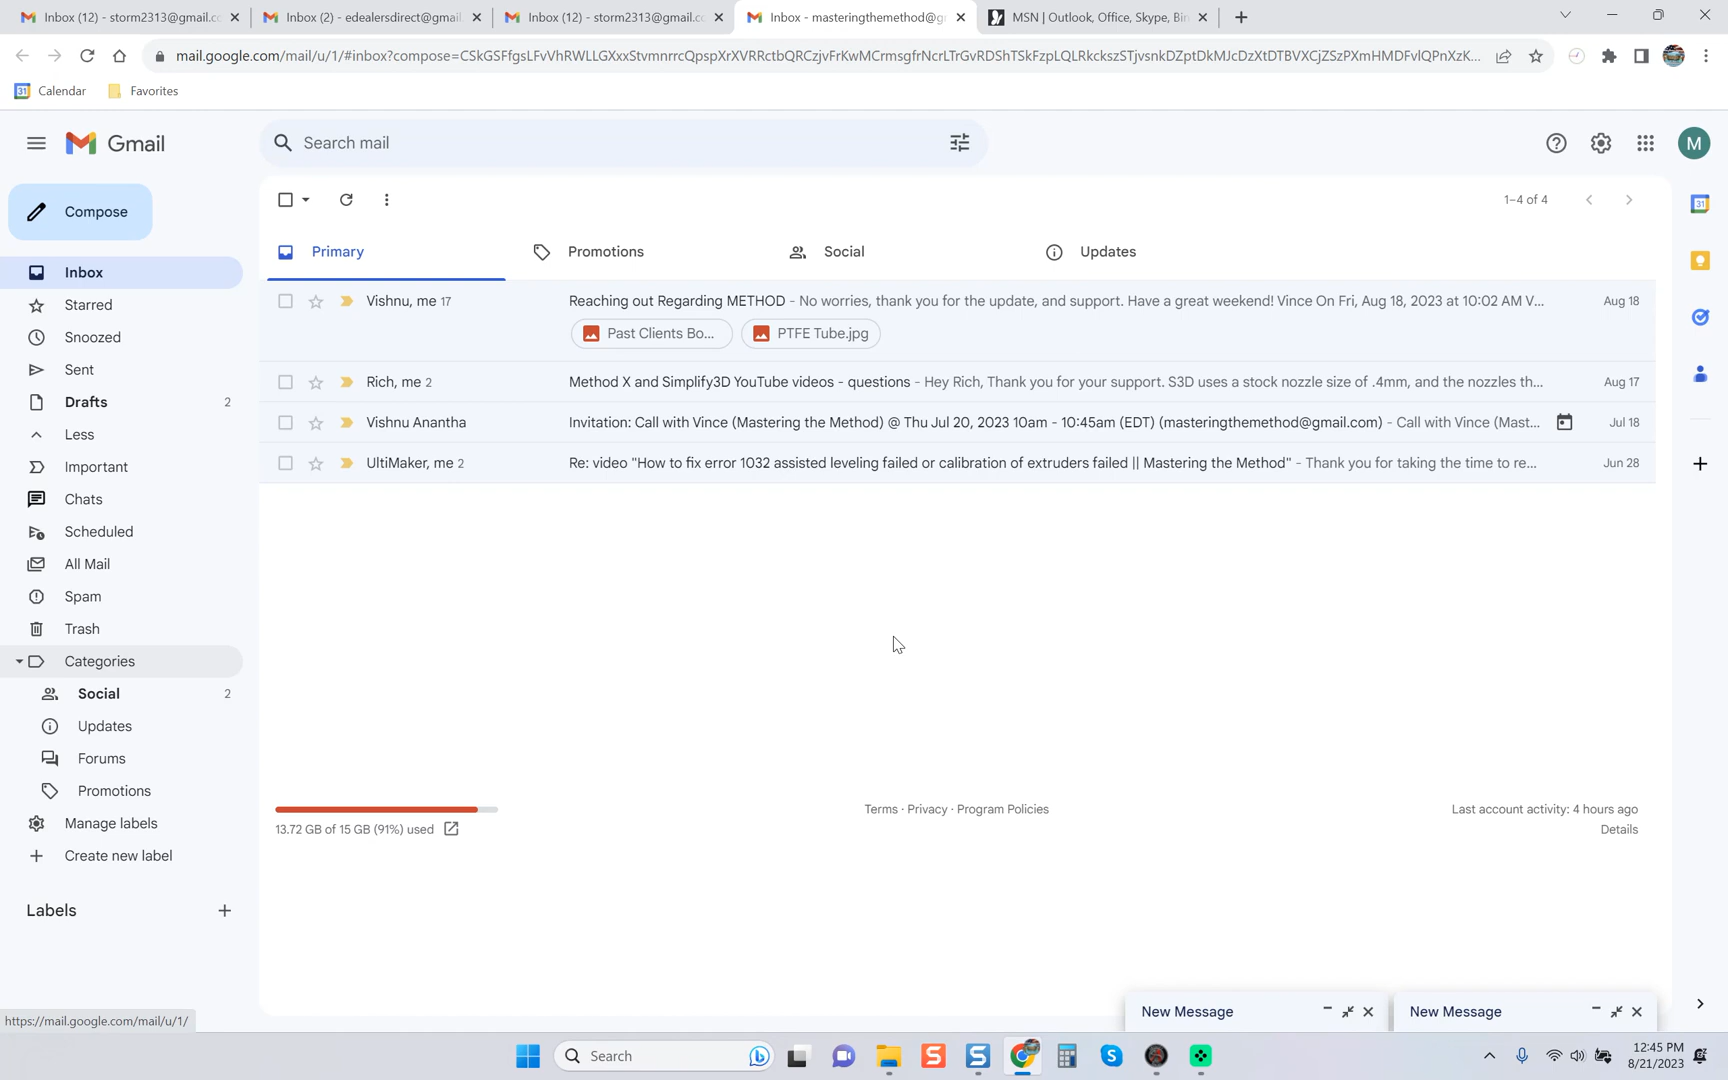 Inbox (12) - storm2313@gmail.cc
Inbox (2) - edealersdirect@gmail.
Inbox (12) - storm2313@gmail.cc
Inbox - masteringthemethod@gr
MSN | Outlook, Office, Skype, Bin
Calendar
Favorites
Gmail
Search mail
M
Compose
1–4 of 4
Primary
Promotions
Social
Updates
Inbox
Starred
Snoozed
Sent
Drafts 2
Less
Important
Chats
Scheduled
All Mail
Spam
Trash
Categories
Social 2
Updates
Forums
Promotions
Manage labels
Create new label
Labels
Vishnu, me 17 Reaching out Regarding METHOD - No worries, thank you for the update, and support. Have a great weekend! Vince On Fri, Aug 18, 2023 at 10:02 AM V... Aug 18
Past Clients Bo... PTFE Tube.jpg
Rich, me 2 Method X and Simplify3D YouTube videos - questions - Hey Rich, Thank you for your support. S3D uses a stock nozzle size of .4mm, and the nozzles th... Aug 17
Vishnu Anantha Invitation: Call with Vince (Mastering the Method) @ Thu Jul 20, 2023 10am - 10:45am (EDT) (masteringthemethod@gmail.com) - Call with Vince (Mast... Jul 18
UltiMaker, me 2 Re: video "How to fix error 1032 assisted leveling failed or calibration of extruders failed || Mastering the Method" - Thank you for taking the time to re... Jun 28
13.72 GB of 15 GB (91%) used
Terms · Privacy · Program Policies
Last account activity: 4 hours ago
Details
New Message
New Message
https://mail.google.com/mail/u/1/
Search
12:45 PM
8/21/2023